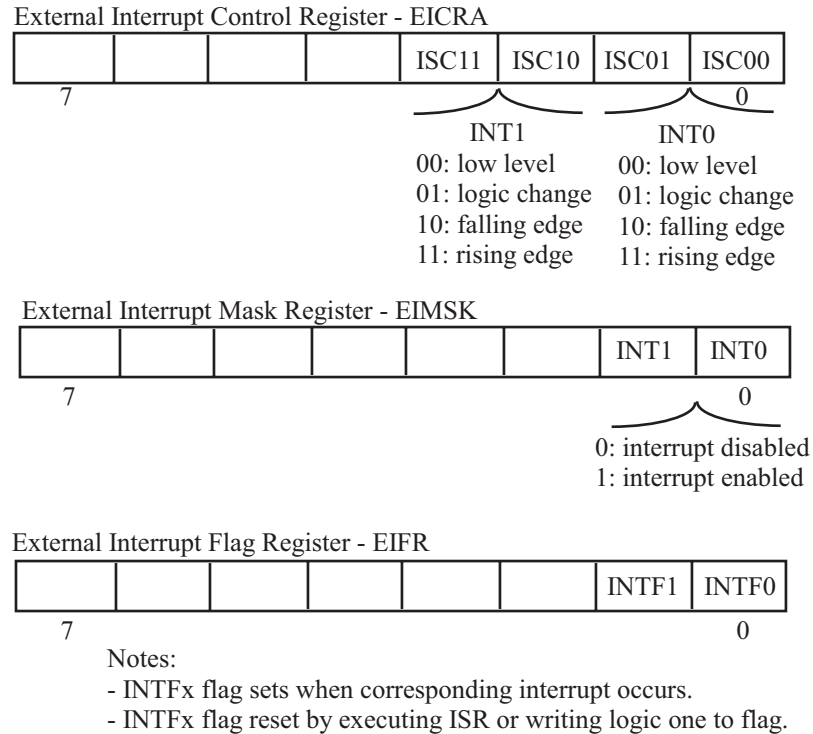 External Interrupt Control Register - EICRA
ISC11 ISC10 ISC01 ISC00
7 0
INT1 INT0
00: low level 00: low level
01: logic change 01: logic change
10: falling edge 10: falling edge
11: rising edge 11: rising edge
External Interrupt Mask Register - EIMSK
INT1 INT0
7 0
0: interrupt disabled
1: interrupt enabled
External Interrupt Flag Register - EIFR
INTF1 INTF0
7 0
Notes:
- INTFx flag sets when corresponding interrupt occurs.
- INTFx flag reset by executing ISR or writing logic one to flag.